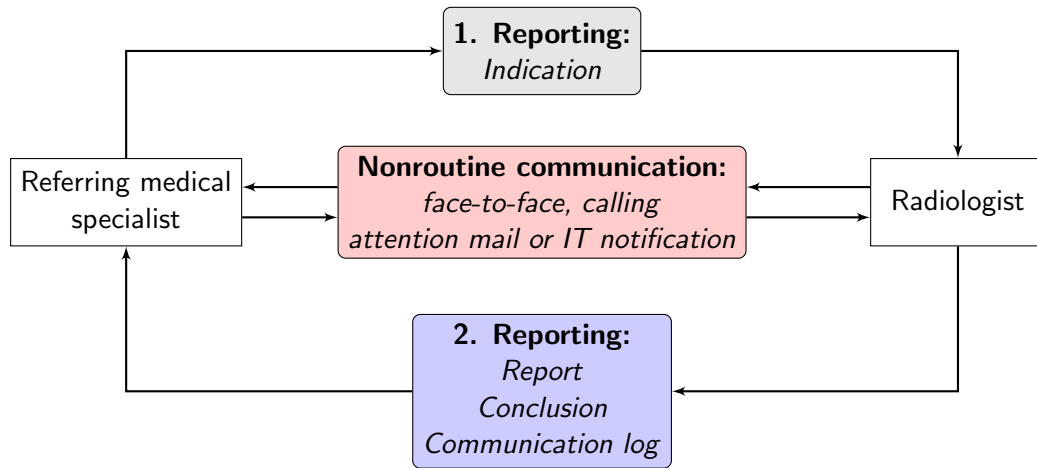 1. Reporting:
Indication
Referring medical
specialist
Nonroutine communication:
face-to-face, calling
attention mail or IT notification
Radiologist
2. Reporting:
Report
Conclusion
Communication log